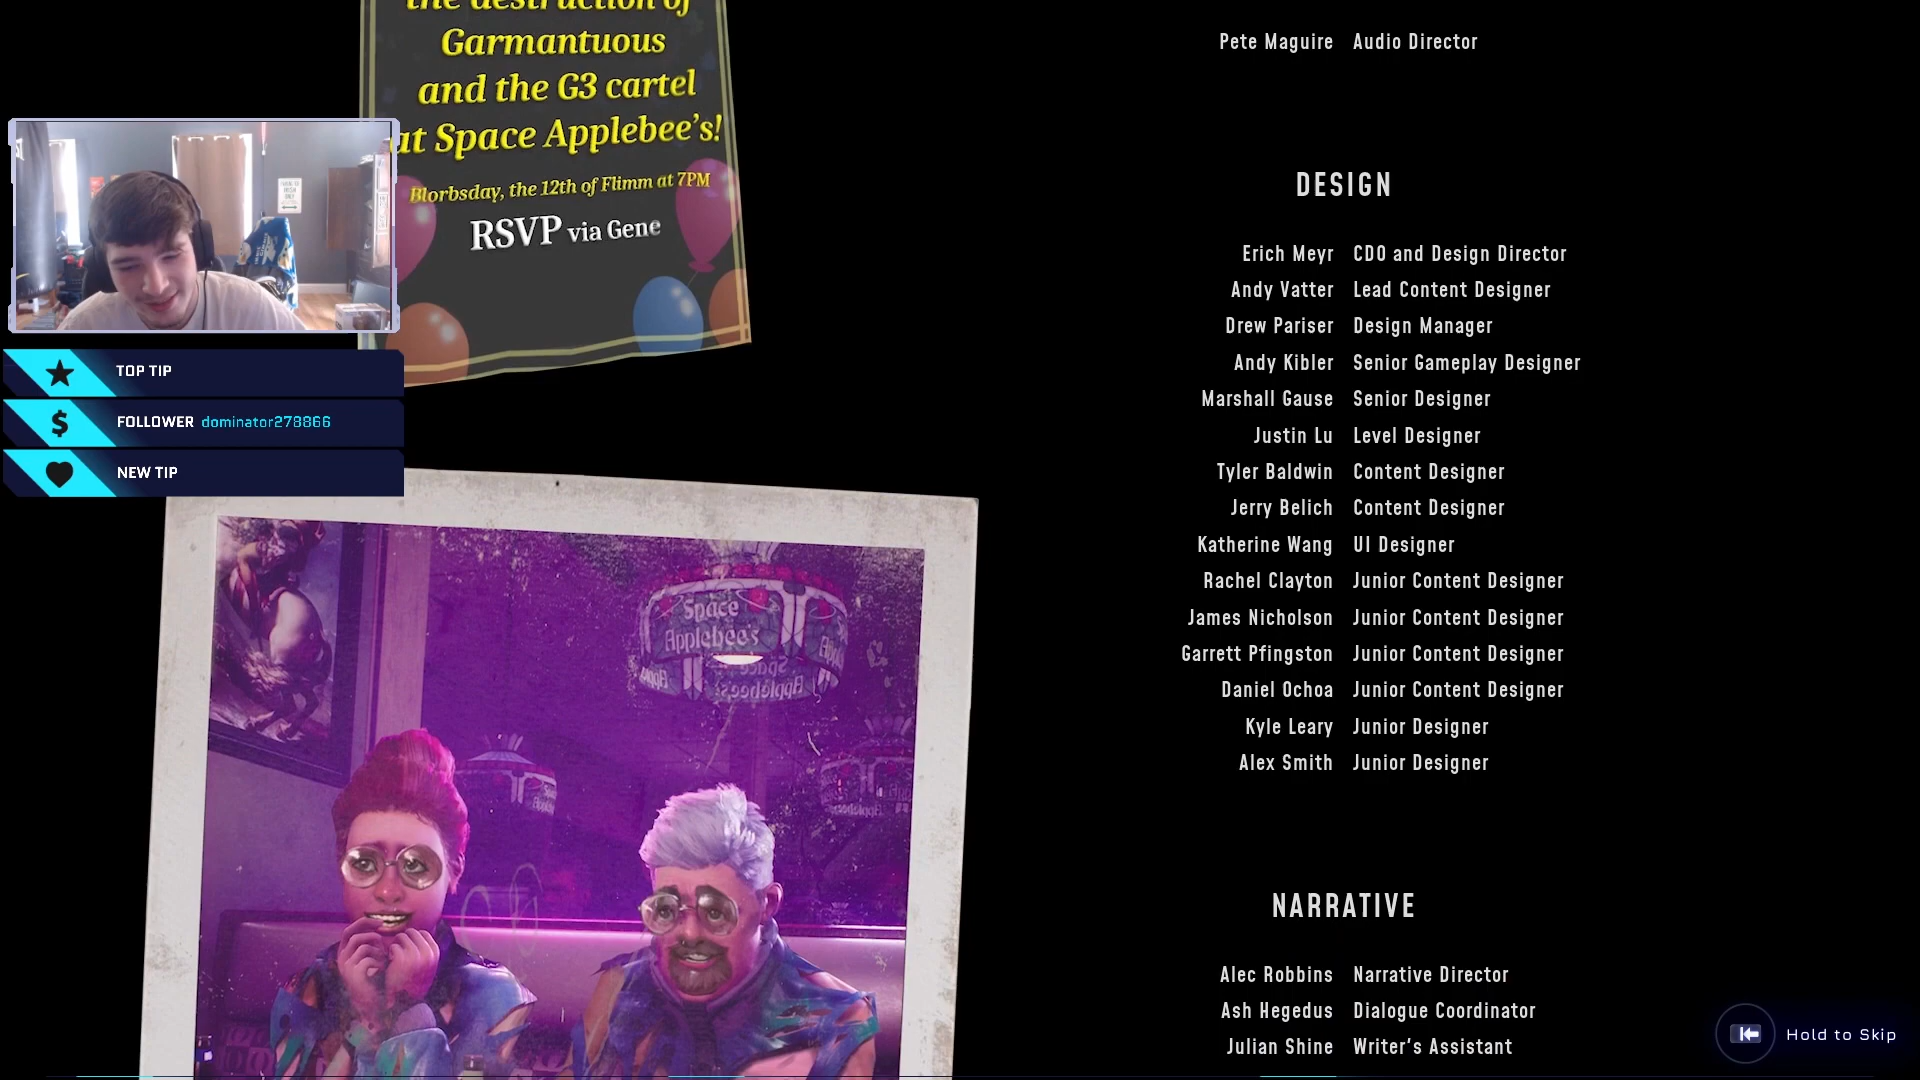 the destruction of
Garmantuous
and the G3 cartel
at Space Applebee's!
Blorbsday, the 12th of Flimm at 7PM
RSVP via Gene
TOP TIP
FOLLOWER dominator278866
NEW TIP
Space
Applebee's
Pete Maguire Audio Director
DESIGN
Erich Meyr CDO and Design Director
Andy Vatter Lead Content Designer
Drew Pariser Design Manager
Andy Kibler Senior Gameplay Designer
Marshall Gause Senior Designer
Justin Lu Level Designer
Tyler Baldwin Content Designer
Jerry Belich Content Designer
Katherine Wang UI Designer
Rachel Clayton Junior Content Designer
James Nicholson Junior Content Designer
Garrett Pfingston Junior Content Designer
Daniel Ochoa Junior Content Designer
Kyle Leary Junior Designer
Alex Smith Junior Designer
NARRATIVE
Alec Robbins Narrative Director
Ash Hegedus Dialogue Coordinator
Julian Shine Writer's Assistant
Hold to Skip